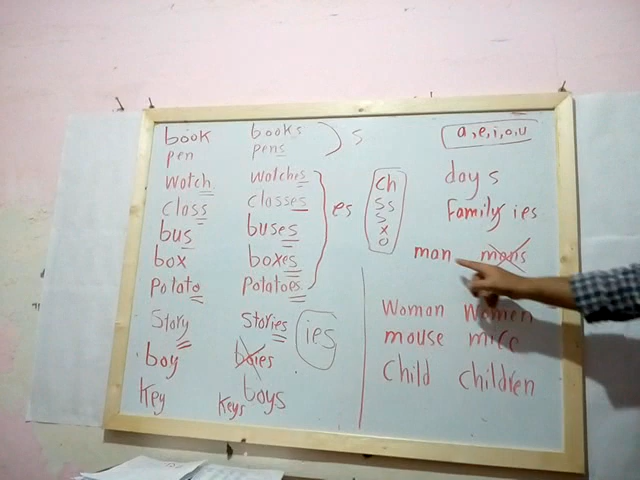 book books s
pen pens
watch watches
class classes es
bus buses
box boxes
potato potatoes
Story stories ies
boy boies
boys
Key Keys
ch
ss
s
x
o
a,e,i,o,u
days
Family ies
man mans
Woman Women
mouse mice
Child Children